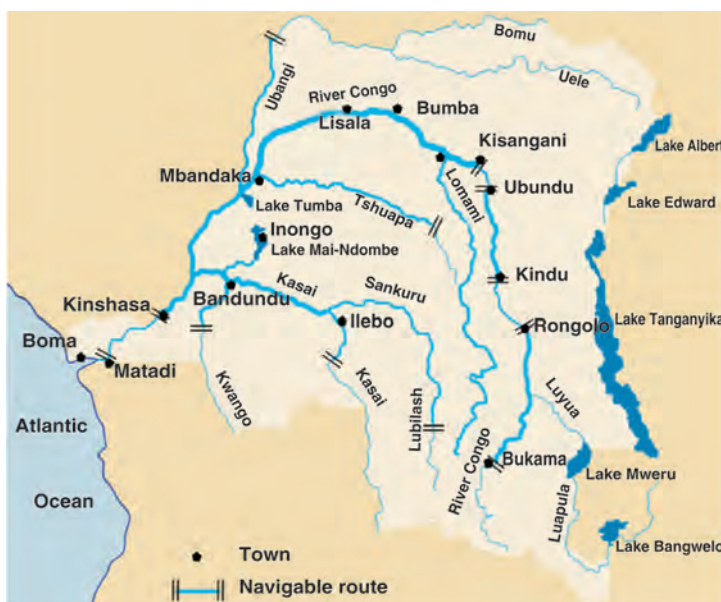 Bomu
Ubangi
Uele
River Congo
Lisala
Bumba
Kisangani
Lake Albert
Mbandaka
Lomami
Ubundu
Lake Edward
Lake Tumba
Tshuapa
Inongo
Lake Mai-Ndombe
Kasai
Sankuru
Kindu
Bandundu
Kinshasa
Ilebo
Rongolo
Lake Tanganyika
Boma
Matadi
Kwango
Kasai
Lubilash
Luyua
Atlantic
Ocean
River Congo
Bukama
Lake Mweru
Luapula
Lake Bangwelo
Town
Navigable route